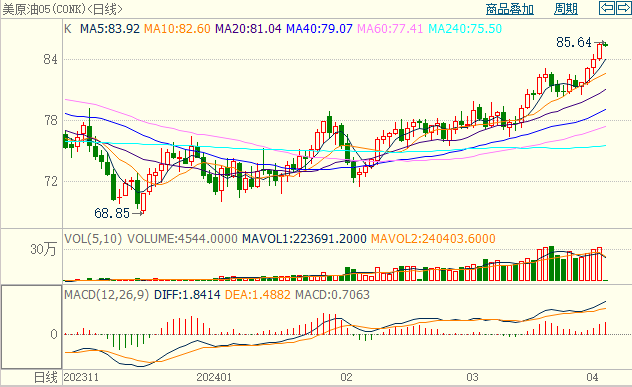 美原油05(CONK)<日线> 商品叠加 周期
K MA5:83.92 MA10:82.60 MA20:81.04 MA40:79.07 MA60:77.41 MA240:75.50
85.64
84
78
72
68.85
VOL(5,10) VOLUME:4544.0000 MAVOL1:223691.2000 MAVOL2:240403.6000
30万
MACD(12,26,9) DIFF:1.8414 DEA:1.4882 MACD:0.7063
0
日线 202311 202401 02 03 04